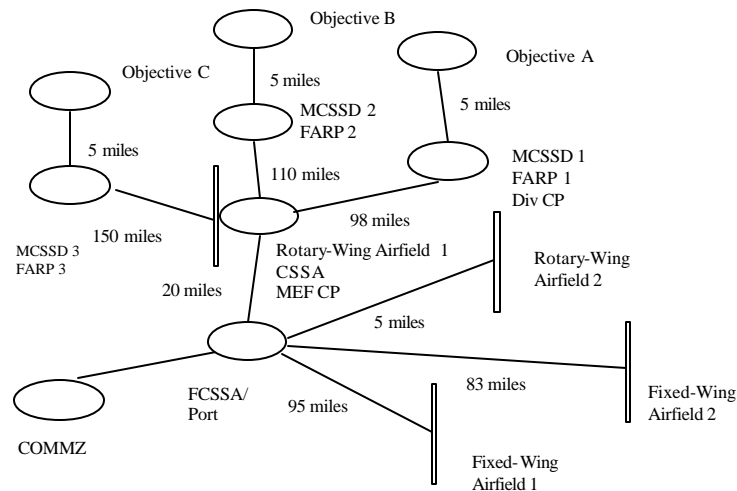 Objective B
Objective C
Objective A
5 miles
5 miles
MCSSD 2
FARP 2
5 miles
MCSSD 1
FARP 1
Div CP
110 miles
98 miles
150 miles
MCSSD 3
FARP 3
Rotary-Wing Airfield 1
CSSA
MEF CP
Rotary-Wing
Airfield 2
20 miles
5 miles
83 miles
FCSSA/
Port
95 miles
Fixed-Wing
Airfield 2
COMMZ
Fixed-Wing
Airfield 1